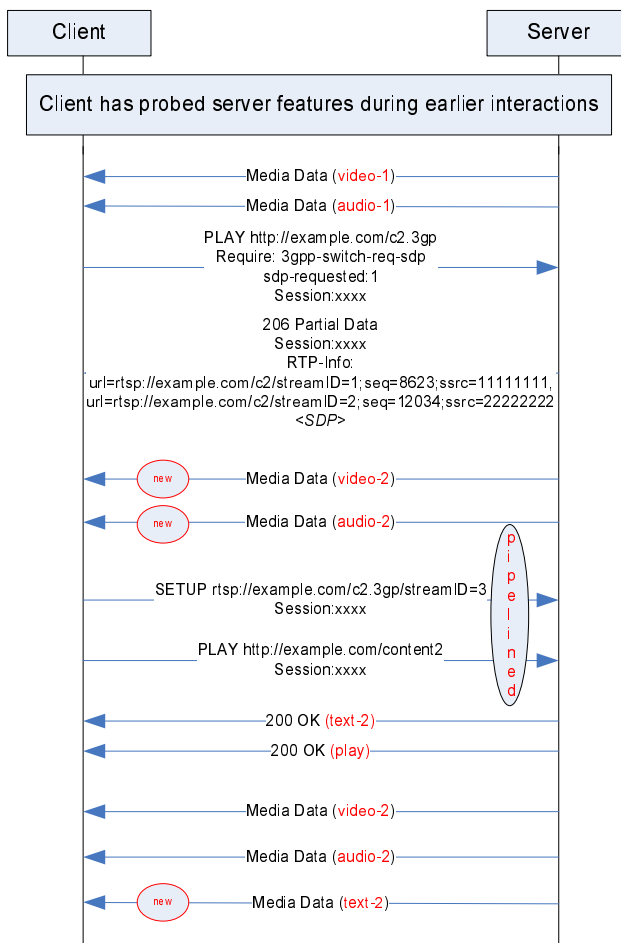 Client
Server
Client has probed server features during earlier interactions
Media Data (video-1)
Media Data (audio-1)
PLAY http://example.com/c2.3gp
Require: 3gpp-switch-req-sdp
sdp-requested:1
Session:xxxx
206 Partial Data
Session:xxxx
RTP-Info:
url=rtsp://example.com/c2/streamID=1;seq=8623;ssrc=11111111,
url=rtsp://example.com/c2/streamID=2;seq=12034;ssrc=22222222
<SDP>
new
Media Data (video-2)
new
Media Data (audio-2)
pipelined
SETUP rtsp://example.com/c2.3gp/streamID=3
Session:xxxx
PLAY http://example.com/content2
Session:xxxx
200 OK (text-2)
200 OK (play)
Media Data (video-2)
Media Data (audio-2)
new
Media Data (text-2)